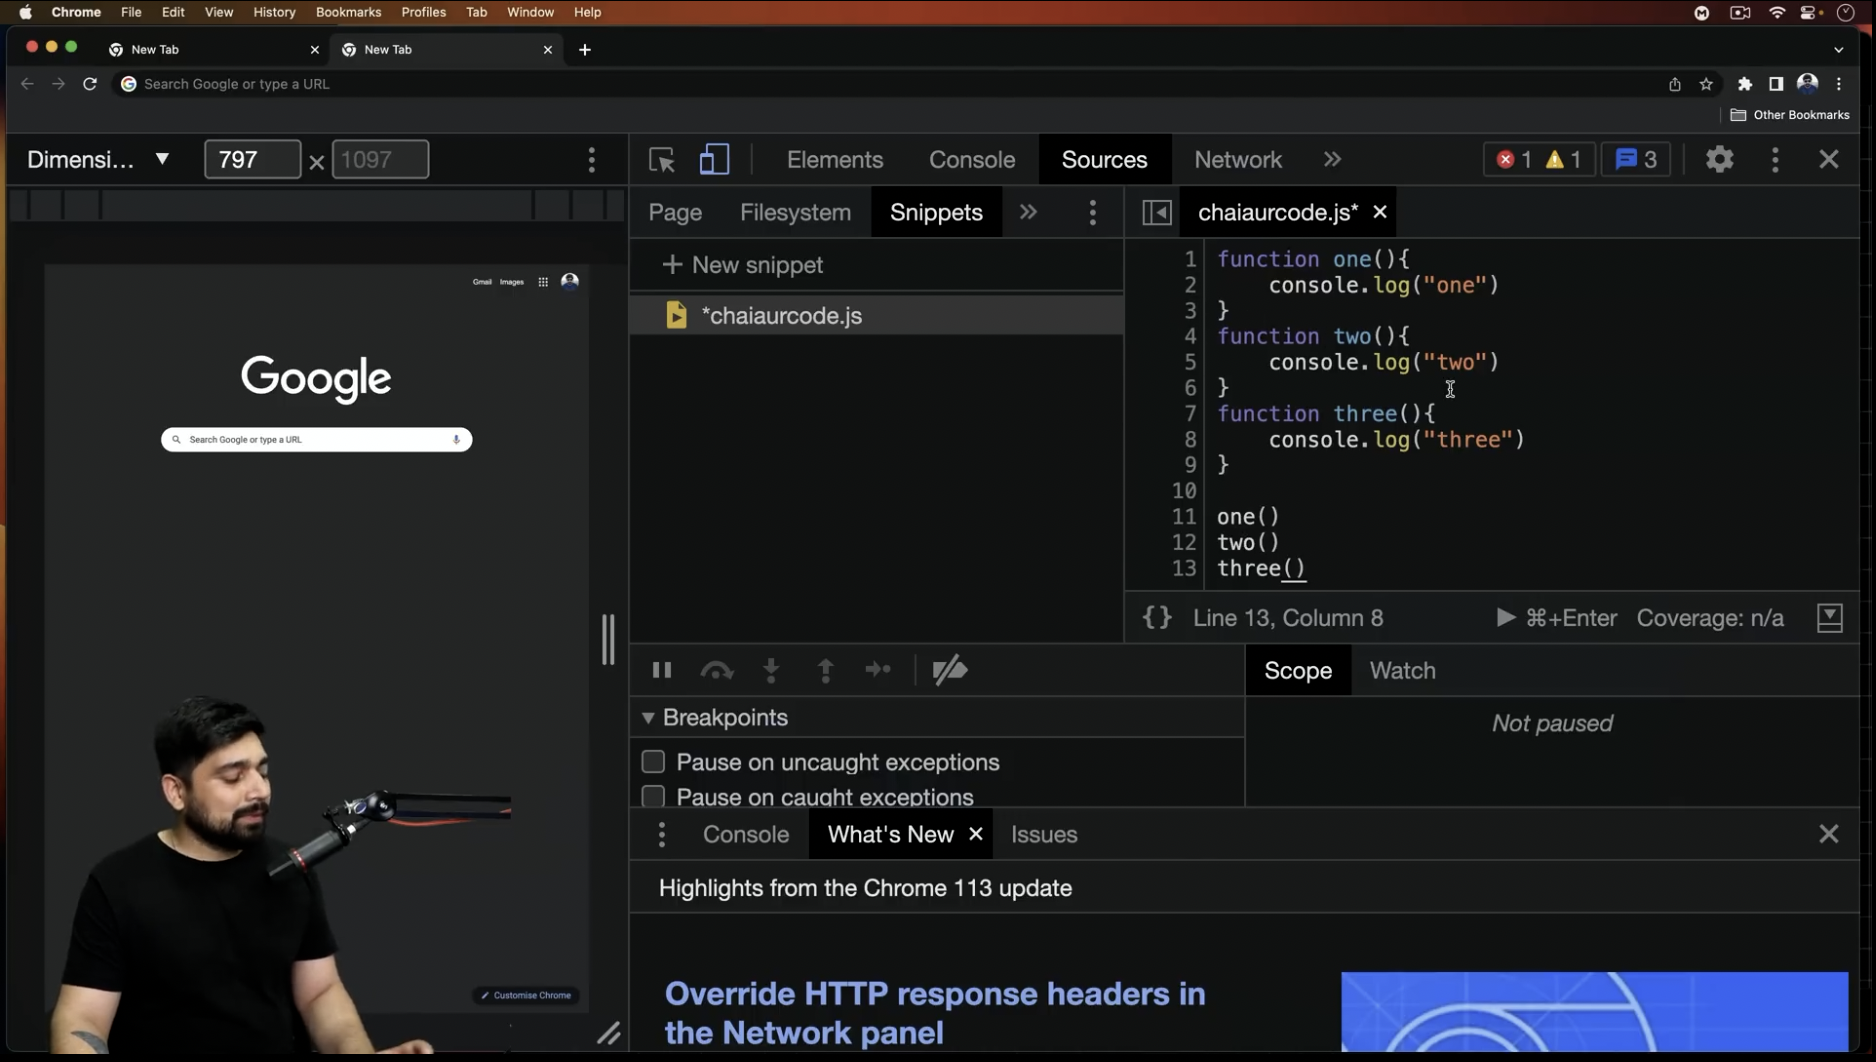 Chrome File Edit View History Bookmarks Profiles Tab Window Help
New Tab New Tab
Search Google or type a URL
Other Bookmarks
Dimensi... 797 × 1097
Elements Console Sources Network 1 1 3
Page Filesystem Snippets
chaiaurcode.js*
+ New snippet
*chaiaurcode.js
Gmail Images
Google
Search Google or type a URL
Customise Chrome
1 function one(){
2 console.log("one")
3 }
4 function two(){
5 console.log("two")
6 }
7 function three(){
8 console.log("three")
9 }
10
11 one()
12 two()
13 three()
{} Line 13, Column 8 ⌘+Enter Coverage: n/a
Scope Watch
Not paused
Breakpoints
Pause on uncaught exceptions
Pause on caught exceptions
Console What's New Issues
Highlights from the Chrome 113 update
Override HTTP response headers in
the Network panel